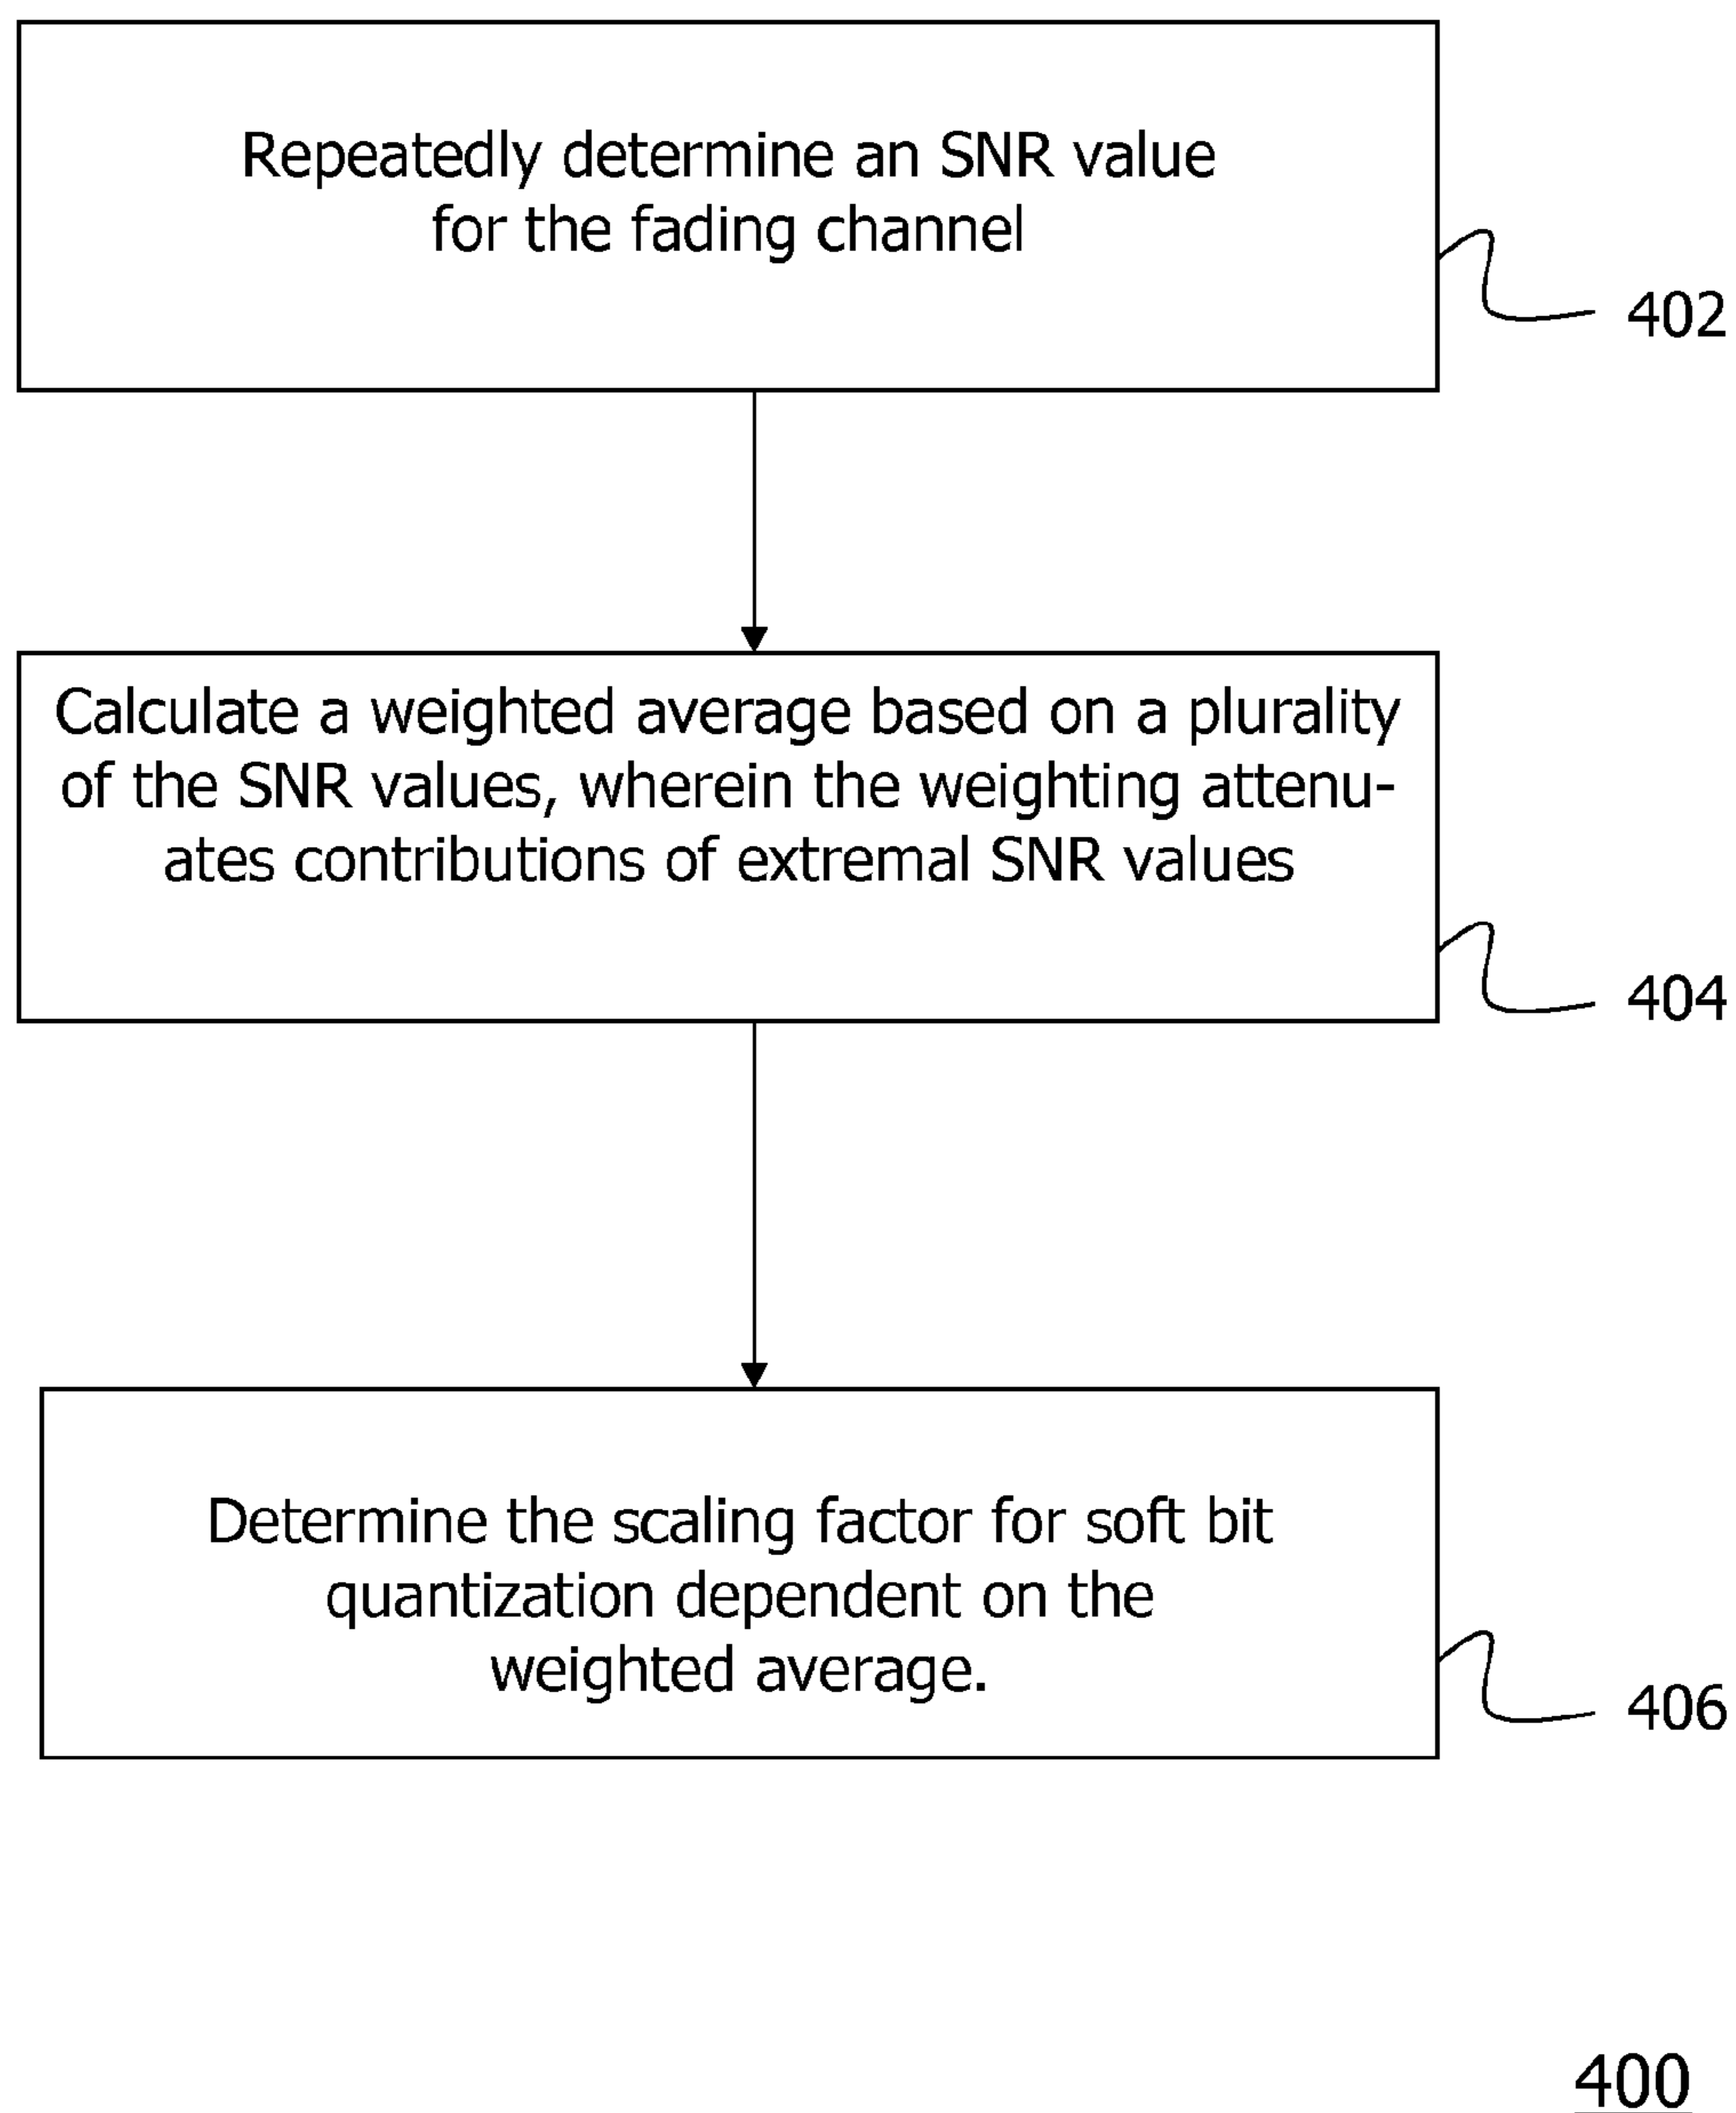 Repeatedly determine an SNR value
for the fading channel
402
Calculate a weighted average based on a plurality
of the SNR values, wherein the weighting attenu-
ates contributions of extremal SNR values
404
Determine the scaling factor for soft bit
quantization dependent on the
weighted average.
406
400